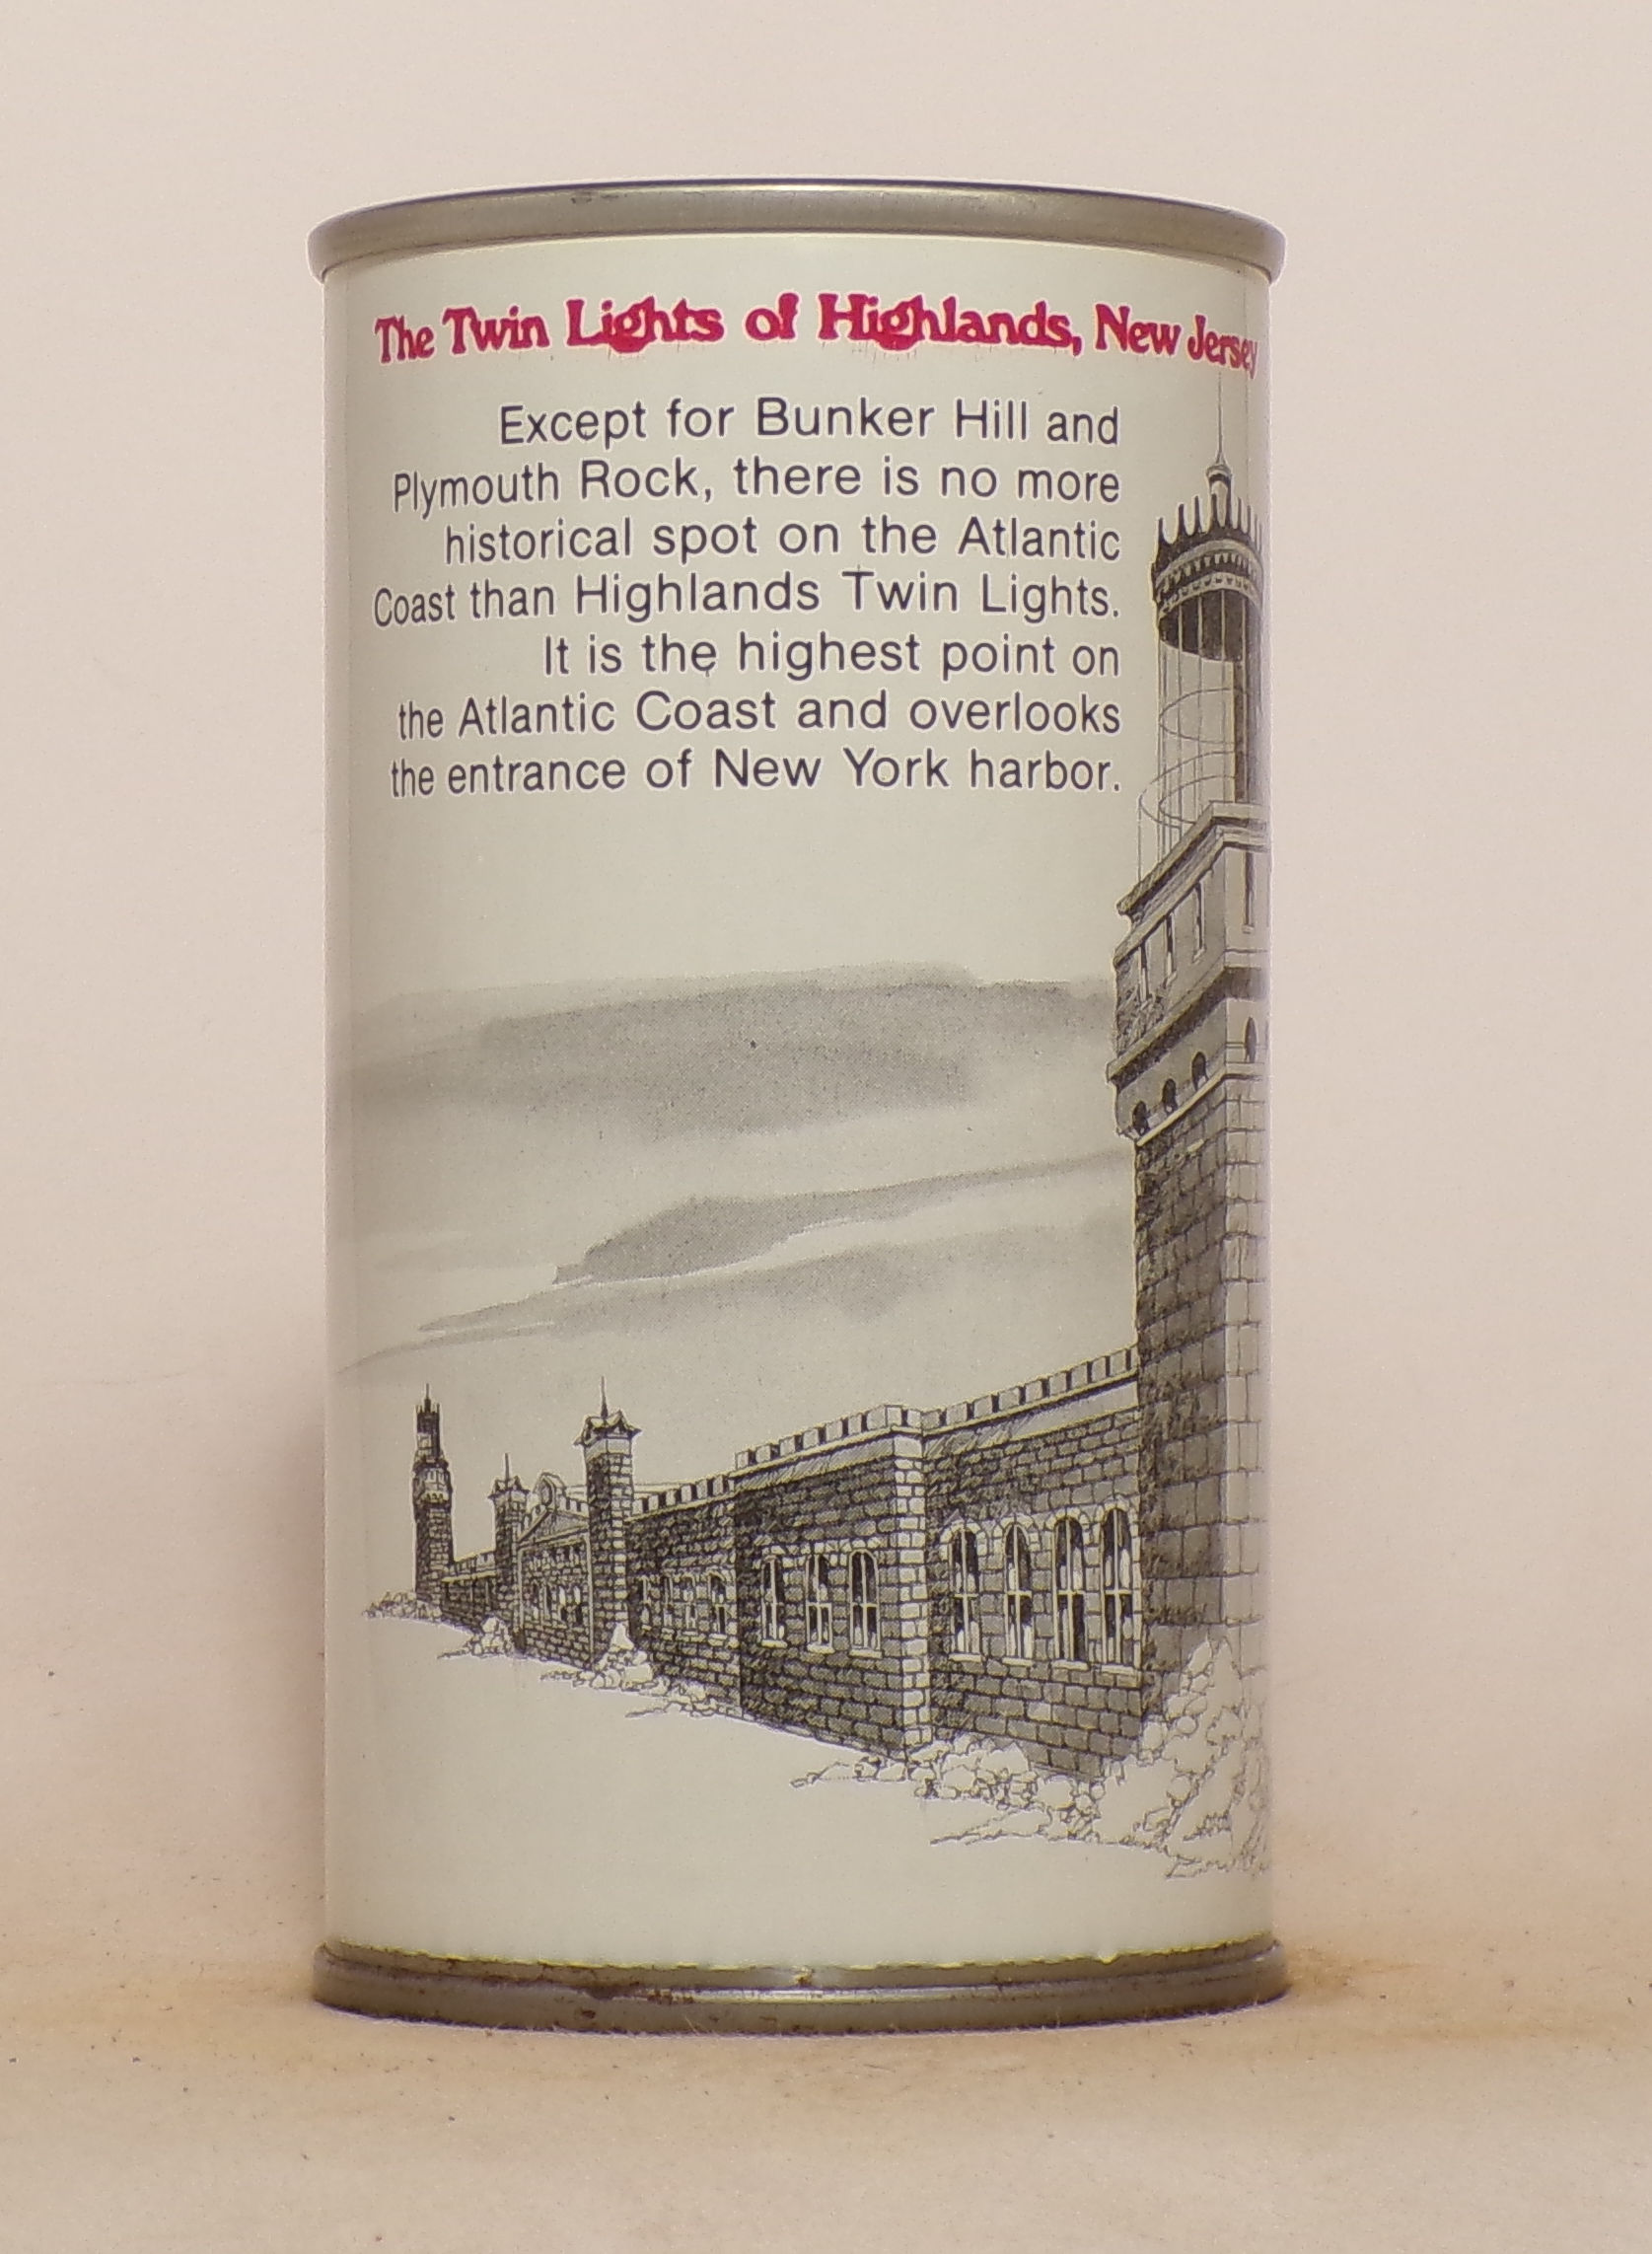 The Twin Lights of Highlands, New Jersey
Except for Bunker Hill and
Plymouth Rock, there is no more
historical spot on the Atlantic
Coast than Highlands Twin Lights.
It is the highest point on
the Atlantic Coast and overlooks
the entrance of New York harbor.